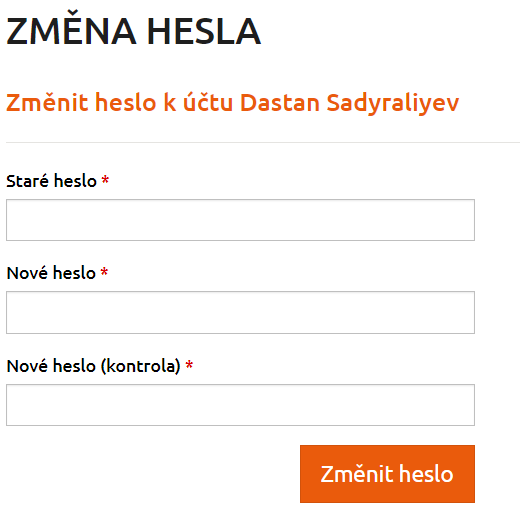 ZMĚNA HESLA
Změnit heslo k účtu Dastan Sadyraliyev
Staré heslo *
Nové heslo *
Nové heslo (kontrola) *
Změnit heslo